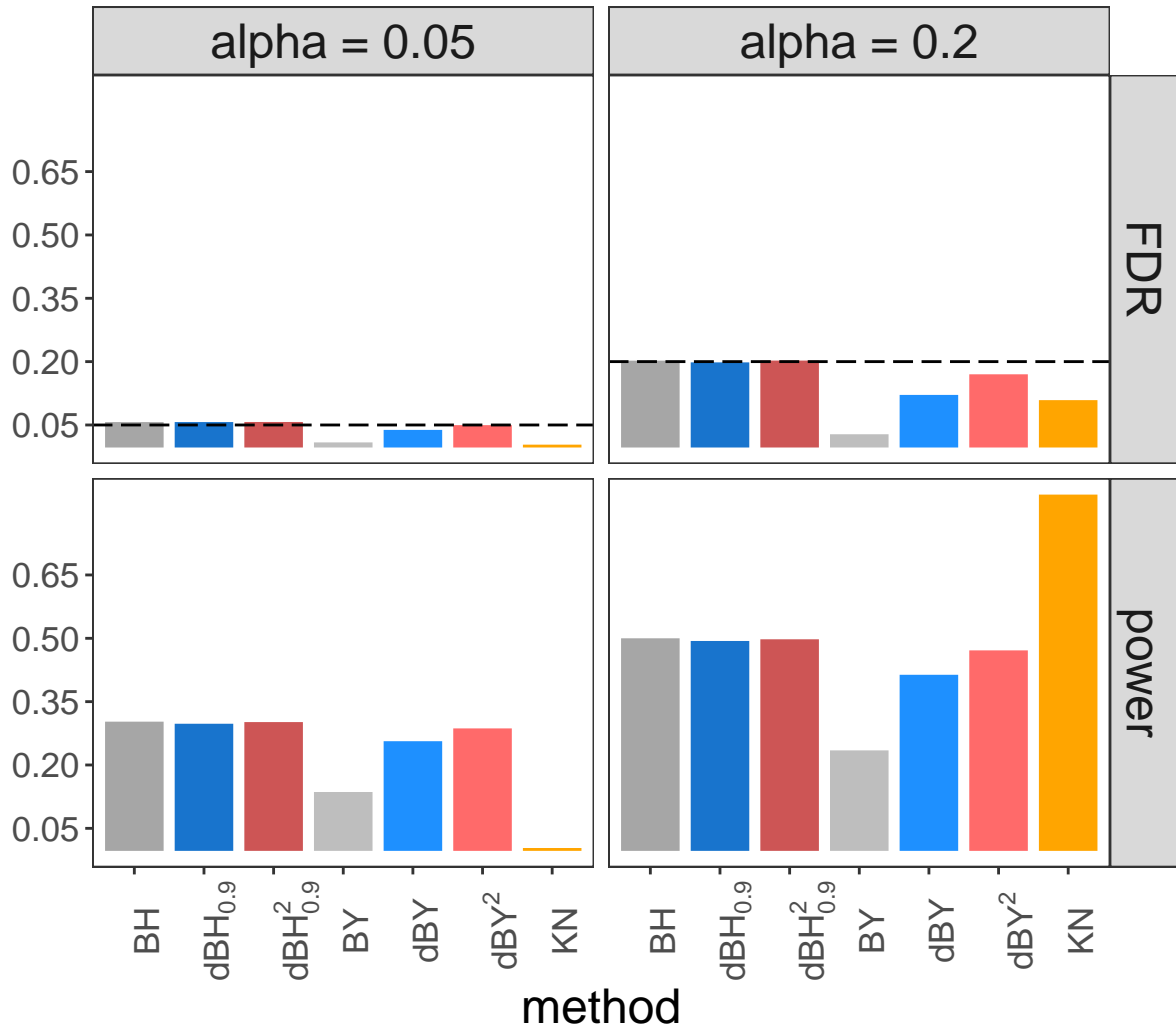 alpha = 0.05
alpha = 0.2
0.65
0.50
0.35
0.20
0.05
FDR
0.65
0.50
0.35
0.20
0.05
power
BH
dBH₀.₉
dBH²₀.₉
BY
dBY
dBY²
KN
BH
dBH₀.₉
dBH²₀.₉
BY
dBY
dBY²
KN
method